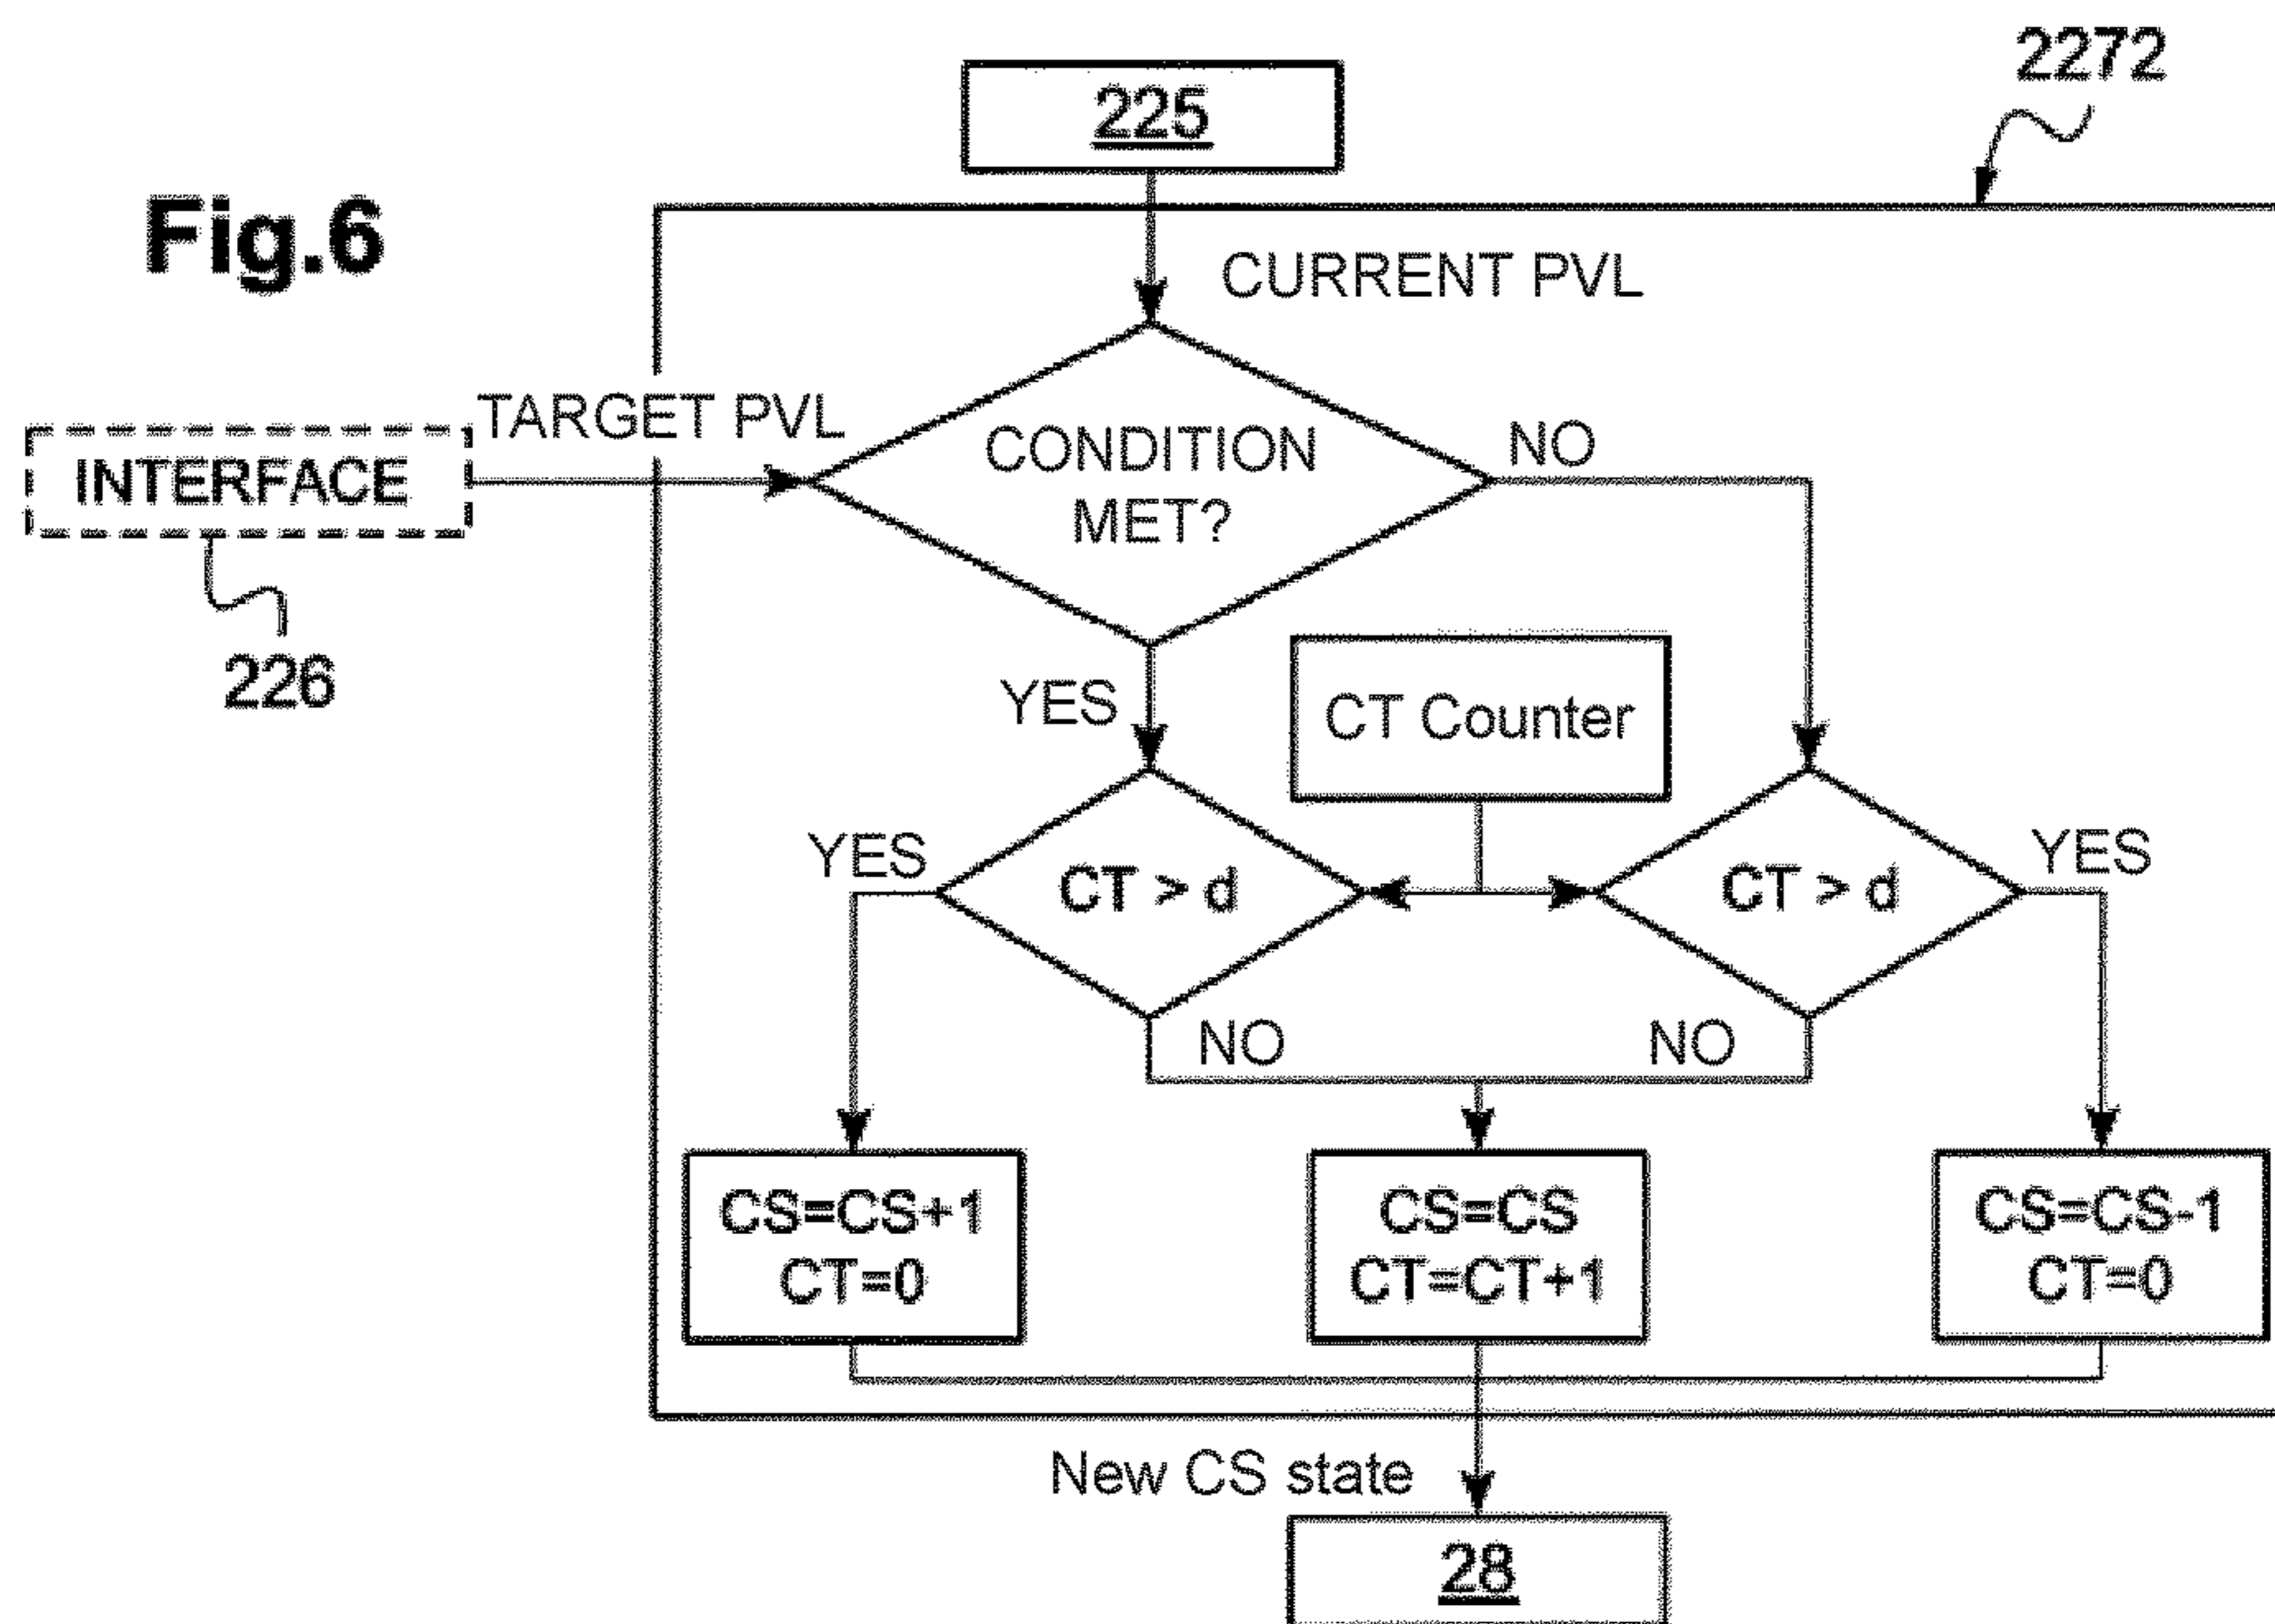 2272
225
Fig.6
CURRENT PVL
TARGET PVL
INTERFACE
CONDITION
MET?
NO
226
YES
CT Counter
YES
CT > d
CT > d
YES
NO
NO
CS=CS+1
CT=0
CS=CS
CT=CT+1
CS=CS-1
CT=0
New CS state
28